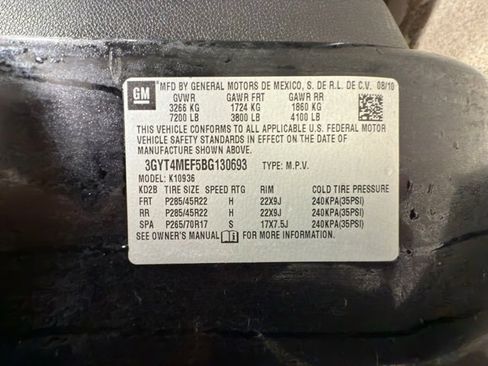 GM MFD BY GENERAL MOTORS DE MEXICO, S. DE R.L. DE C.V. 08/10
GVWR GAWR FRT GAWR RR
3266 KG 1724 KG 1860 KG
7200 LB 3800 LB 4100 LB
THIS VEHICLE CONFORMS TO ALL APPLICABLE U.S. FEDERAL MOTOR
VEHICLE SAFETY STANDARDS IN EFFECT ON THE DATE OF
MANUFACTURE SHOWN ABOVE.
3GYT4MEF5BG130693 TYPE: M.P.V.
MODEL: K10936
KD2B TIRE SIZE SPEED RTG RIM COLD TIRE PRESSURE
FRT P285/45R22 H 22X9J 240KPA(35PSI)
RR P285/45R22 H 22X9J 240KPA(35PSI)
SPA P265/70R17 S 17X7.5J 240KPA(35PSI)
SEE OWNER'S MANUAL FOR MORE INFORMATION.